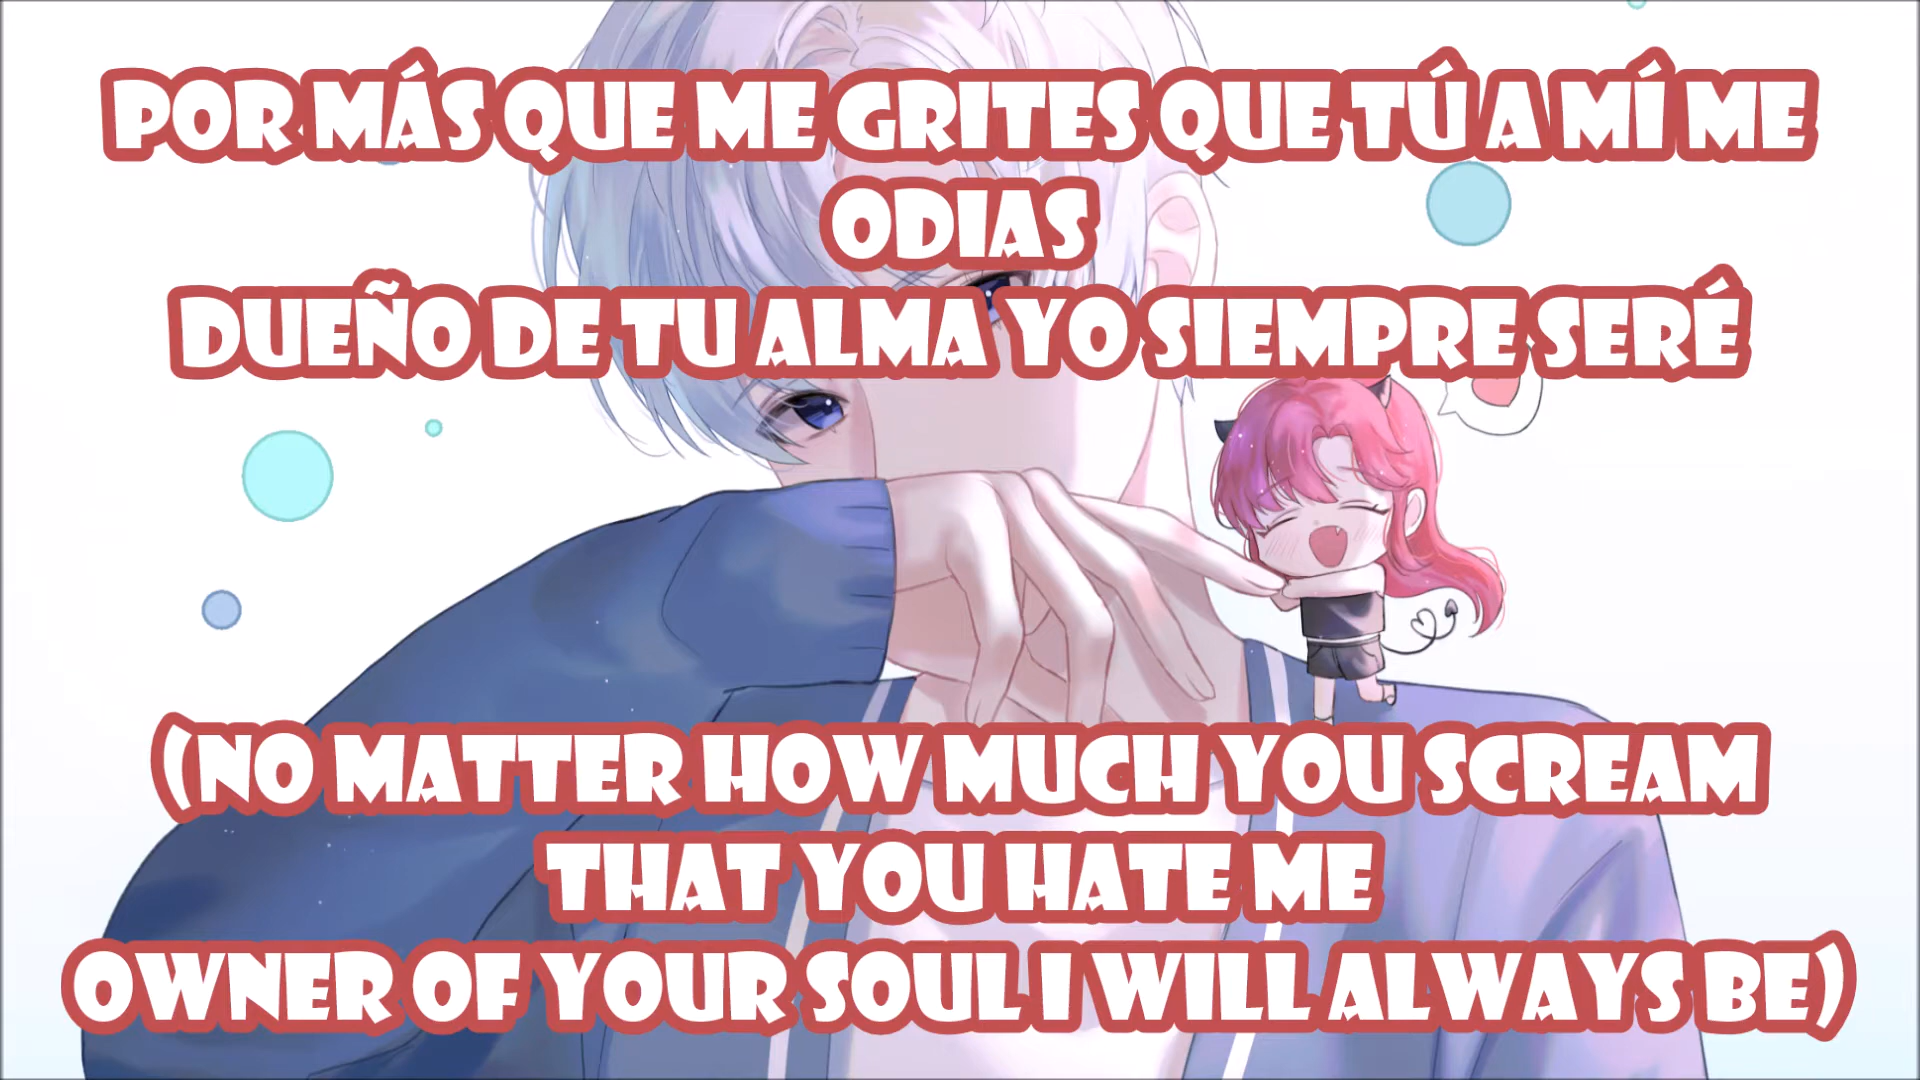 POR MÁS QUE ME GRITES QUE TÚ A MÍ ME
ODIAS
DUEÑO DE TU ALMA YO SIEMPRE SERÉ
(NO MATTER HOW MUCH YOU SCREAM
THAT YOU HATE ME
OWNER OF YOUR SOUL I WILL ALWAYS BE)